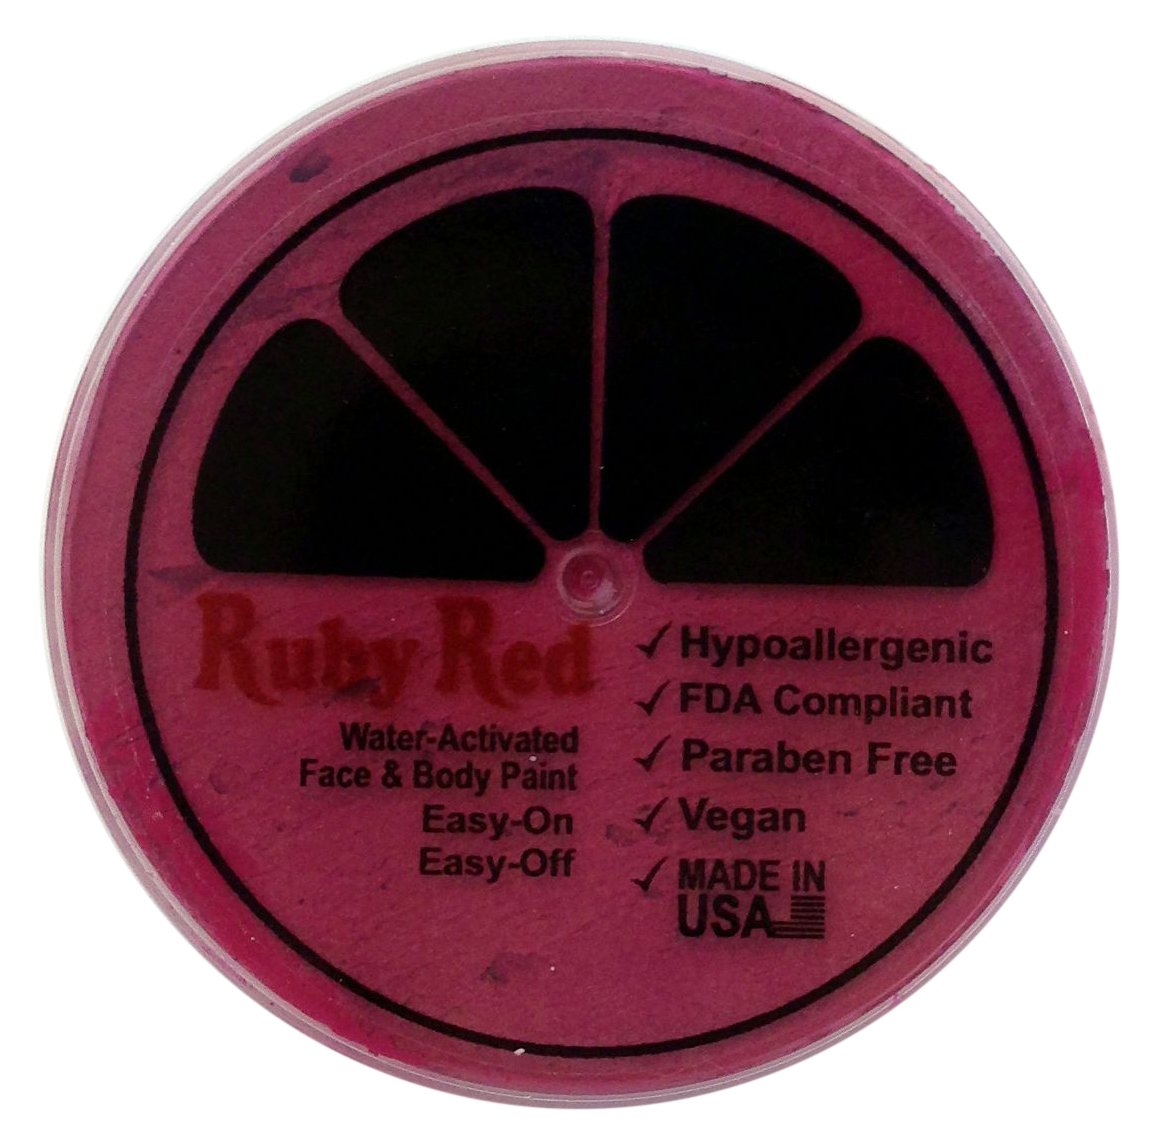 Ruby Red
Water-Activated
Face & Body Paint
Easy-On
Easy-Off
✓ Hypoallergenic
✓ FDA Compliant
✓ Paraben Free
✓ Vegan
✓ MADE IN
USA